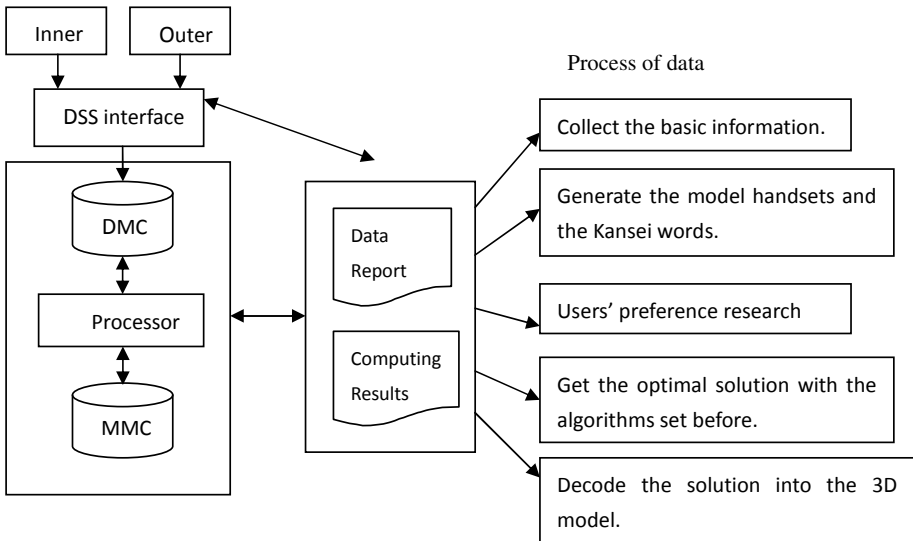 Inner
Outer
DSS interface
DMC
Processor
MMC
Data
Report
Computing
Results
Process of data
Collect the basic information.
Generate the model handsets and
the Kansei words.
Users’ preference research
Get the optimal solution with the
algorithms set before.
Decode the solution into the 3D
model.